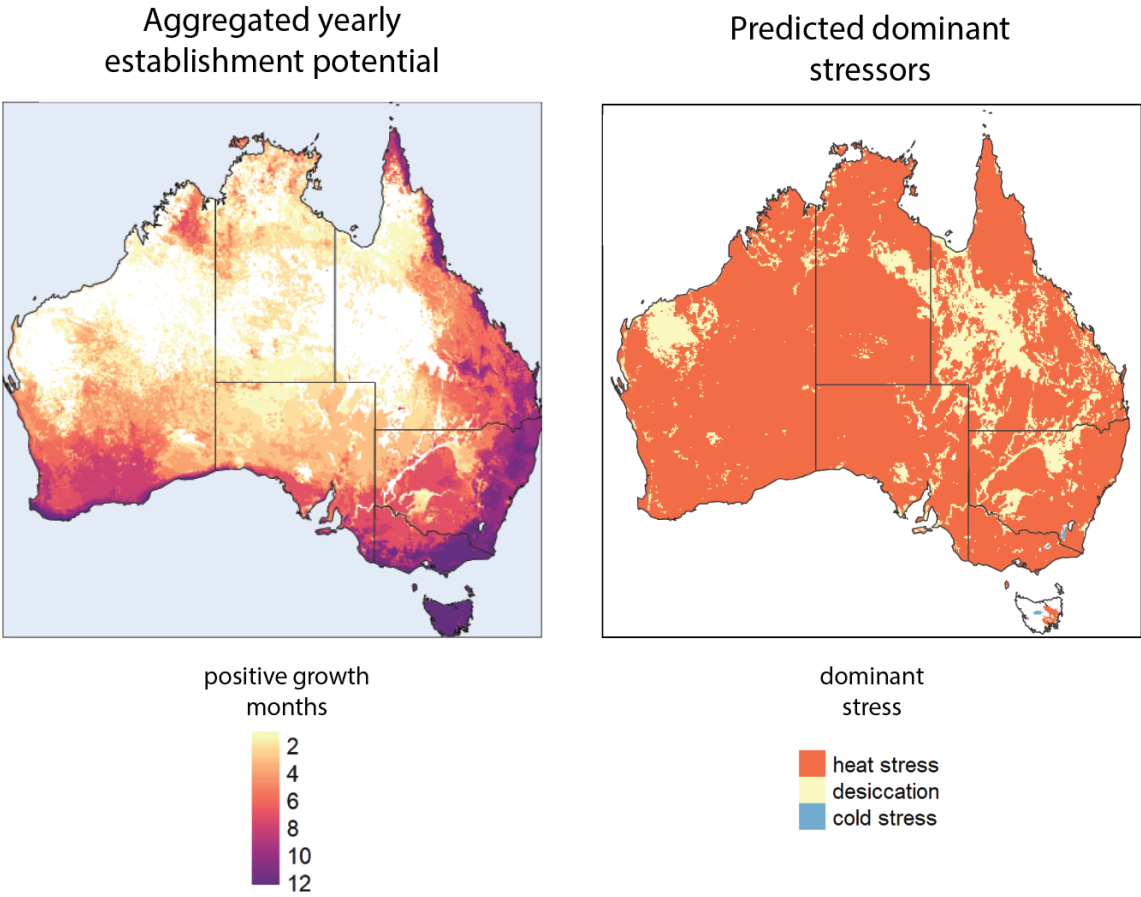 Aggregated yearly
establishment potential
Predicted dominant
stressors
positive growth
months
2
4
6
8
10
12
dominant
stress
heat stress
desiccation
cold stress